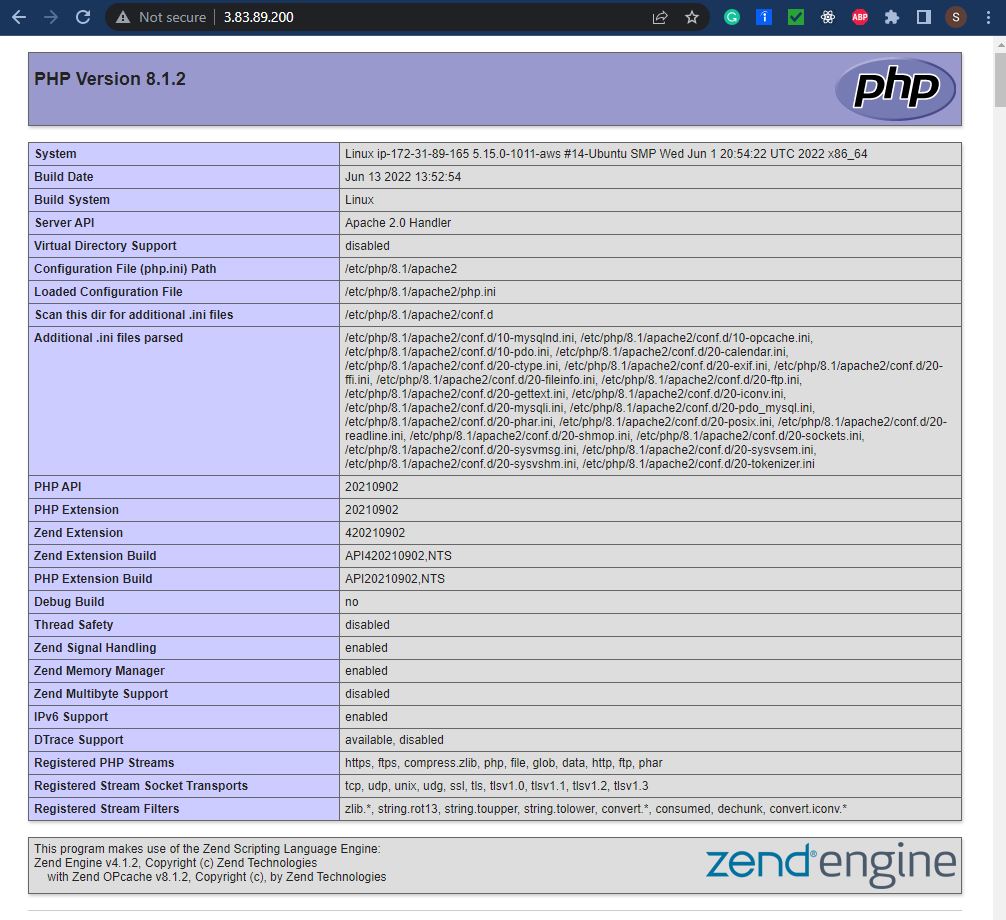 Not secure 3.83.89.200
ABP
S
PHP Version 8.1.2
php
System Linux ip-172-31-89-165 5.15.0-1011-aws #14-Ubuntu SMP Wed Jun 1 20:54:22 UTC 2022 x86_64
Build Date Jun 13 2022 13:52:54
Build System Linux
Server API Apache 2.0 Handler
Virtual Directory Support disabled
Configuration File (php.ini) Path /etc/php/8.1/apache2
Loaded Configuration File /etc/php/8.1/apache2/php.ini
Scan this dir for additional .ini files /etc/php/8.1/apache2/conf.d
Additional .ini files parsed /etc/php/8.1/apache2/conf.d/10-mysqlnd.ini, /etc/php/8.1/apache2/conf.d/10-opcache.ini,
/etc/php/8.1/apache2/conf.d/10-pdo.ini, /etc/php/8.1/apache2/conf.d/20-calendar.ini,
/etc/php/8.1/apache2/conf.d/20-ctype.ini, /etc/php/8.1/apache2/conf.d/20-exif.ini, /etc/php/8.1/apache2/conf.d/20-
ffi.ini, /etc/php/8.1/apache2/conf.d/20-fileinfo.ini, /etc/php/8.1/apache2/conf.d/20-ftp.ini,
/etc/php/8.1/apache2/conf.d/20-gettext.ini, /etc/php/8.1/apache2/conf.d/20-iconv.ini,
/etc/php/8.1/apache2/conf.d/20-mysqli.ini, /etc/php/8.1/apache2/conf.d/20-pdo_mysql.ini,
/etc/php/8.1/apache2/conf.d/20-phar.ini, /etc/php/8.1/apache2/conf.d/20-posix.ini, /etc/php/8.1/apache2/conf.d/20-
readline.ini, /etc/php/8.1/apache2/conf.d/20-shmop.ini, /etc/php/8.1/apache2/conf.d/20-sockets.ini,
/etc/php/8.1/apache2/conf.d/20-sysvmsg.ini, /etc/php/8.1/apache2/conf.d/20-sysvsem.ini,
/etc/php/8.1/apache2/conf.d/20-sysvshm.ini, /etc/php/8.1/apache2/conf.d/20-tokenizer.ini
PHP API 20210902
PHP Extension 20210902
Zend Extension 420210902
Zend Extension Build API420210902,NTS
PHP Extension Build API20210902,NTS
Debug Build no
Thread Safety disabled
Zend Signal Handling enabled
Zend Memory Manager enabled
Zend Multibyte Support disabled
IPv6 Support enabled
DTrace Support available, disabled
Registered PHP Streams https, ftps, compress.zlib, php, file, glob, data, http, ftp, phar
Registered Stream Socket Transports tcp, udp, unix, udg, ssl, tls, tlsv1.0, tlsv1.1, tlsv1.2, tlsv1.3
Registered Stream Filters zlib.*, string.rot13, string.toupper, string.tolower, convert.*, consumed, dechunk, convert.iconv.*
This program makes use of the Zend Scripting Language Engine:
Zend Engine v4.1.2, Copyright (c) Zend Technologies
with Zend OPcache v8.1.2, Copyright (c), by Zend Technologies
zend® engine